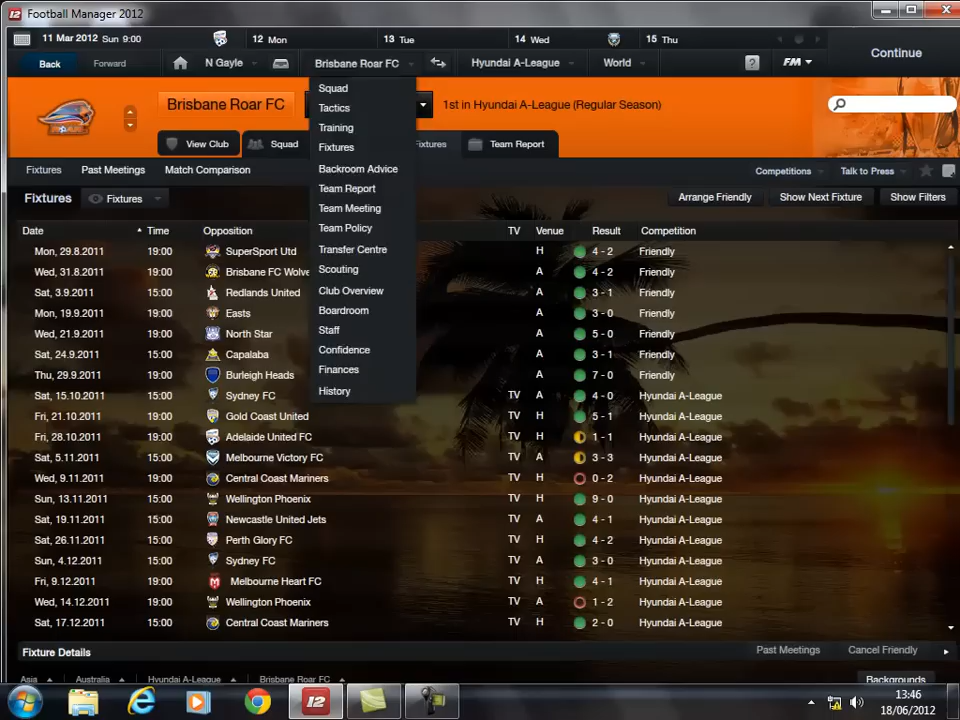 Football Manager 2012
11 Mar 2012 Sun 9:00 12 Mon 13 Tue 14 Wed 15 Thu
Continue
Back Forward N Gayle Brisbane Roar FC Hyundai A-League World ? FM
Squad
Tactics
Training
Fixtures
Backroom Advice
Team Report
Team Meeting
Team Policy
Transfer Centre
Scouting
Club Overview
Boardroom
Staff
Confidence
Finances
History
Brisbane Roar FC 1st in Hyundai A-League (Regular Season)
View Club Squad ixtures Team Report
Fixtures Past Meetings Match Comparison Competitions Talk to Press
Fixtures Fixtures Arrange Friendly Show Next Fixture Show Filters
Date Time Opposition TV Venue Result Competition
Mon, 29.8.2011 19:00 SuperSport Utd H 4 - 2 Friendly
Wed, 31.8.2011 19:00 Brisbane FC Wolve A 4 - 2 Friendly
Sat, 3.9.2011 15:00 Redlands United A 3 - 1 Friendly
Mon, 19.9.2011 19:00 Easts A 3 - 0 Friendly
Wed, 21.9.2011 19:00 North Star A 5 - 0 Friendly
Sat, 24.9.2011 15:00 Capalaba A 3 - 1 Friendly
Thu, 29.9.2011 19:00 Burleigh Heads A 7 - 0 Friendly
Sat, 15.10.2011 15:00 Sydney FC TV A 4 - 0 Hyundai A-League
Fri, 21.10.2011 19:00 Gold Coast United TV H 5 - 1 Hyundai A-League
Fri, 28.10.2011 19:00 Adelaide United FC TV H 1 - 1 Hyundai A-League
Sat, 5.11.2011 15:00 Melbourne Victory FC TV A 3 - 3 Hyundai A-League
Wed, 9.11.2011 19:00 Central Coast Mariners TV H 0 - 2 Hyundai A-League
Sun, 13.11.2011 15:00 Wellington Phoenix TV H 9 - 0 Hyundai A-League
Sat, 19.11.2011 15:00 Newcastle United Jets TV A 4 - 1 Hyundai A-League
Sat, 26.11.2011 15:00 Perth Glory FC TV H 4 - 2 Hyundai A-League
Sun, 4.12.2011 15:00 Sydney FC TV A 3 - 0 Hyundai A-League
Fri, 9.12.2011 19:00 Melbourne Heart FC TV H 4 - 1 Hyundai A-League
Wed, 14.12.2011 19:00 Wellington Phoenix TV A 1 - 2 Hyundai A-League
Sat, 17.12.2011 15:00 Central Coast Mariners TV H 2 - 0 Hyundai A-League
Fixture Details Past Meetings Cancel Friendly
Asia Australia Hyundai A-League Brisbane Roar FC Backgrounds
12 13:46
18/06/2012